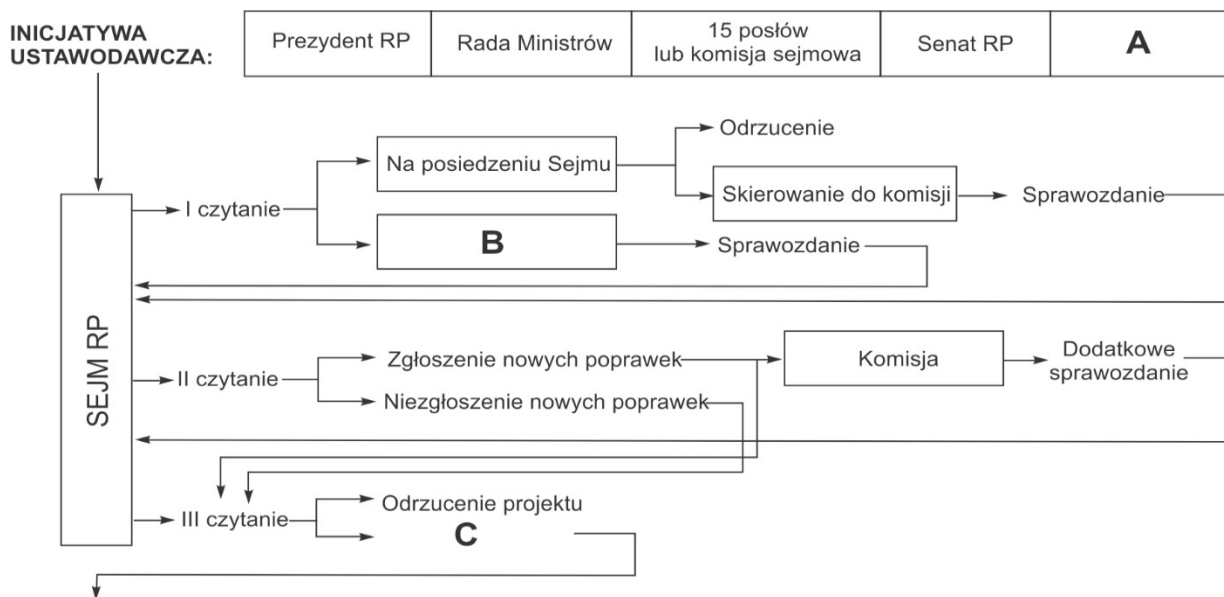 INICJATYWA
USTAWODAWCZA:
Prezydent RP
Rada Ministrów
15 posłów
lub komisja sejmowa
Senat RP
A
SEJM RP
I czytanie
Na posiedzeniu Sejmu
Odrzucenie
Skierowanie do komisji
Sprawozdanie
B
Sprawozdanie
II czytanie
Zgłoszenie nowych poprawek
Komisja
Dodatkowe
sprawozdanie
Niezgłoszenie nowych poprawek
III czytanie
Odrzucenie projektu
C